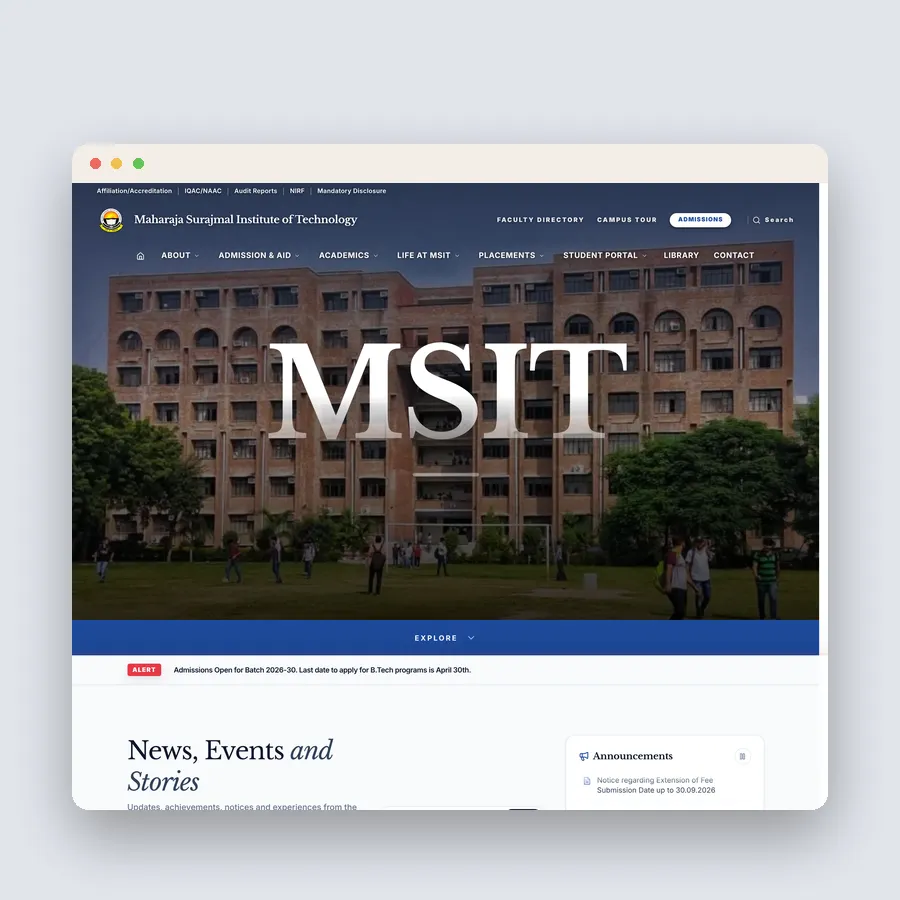 Affiliation/Accreditation | IQAC/NAAC | Audit Reports | NIRF | Mandatory Disclosure
Maharaja Surajmal Institute of Technology
FACULTY DIRECTORY CAMPUS TOUR ADMISSIONS | Search
ABOUT ADMISSION & AID ACADEMICS LIFE AT MSIT PLACEMENTS STUDENT PORTAL LIBRARY CONTACT
MSIT
EXPLORE
ALERT Admissions Open for Batch 2026-30. Last date to apply for B.Tech programs is April 30th.
News, Events and
Stories
Updates, achievements, notices and experiences from the
Announcements
Notice regarding Extension of Fee
Submission Date up to 30.09.2026